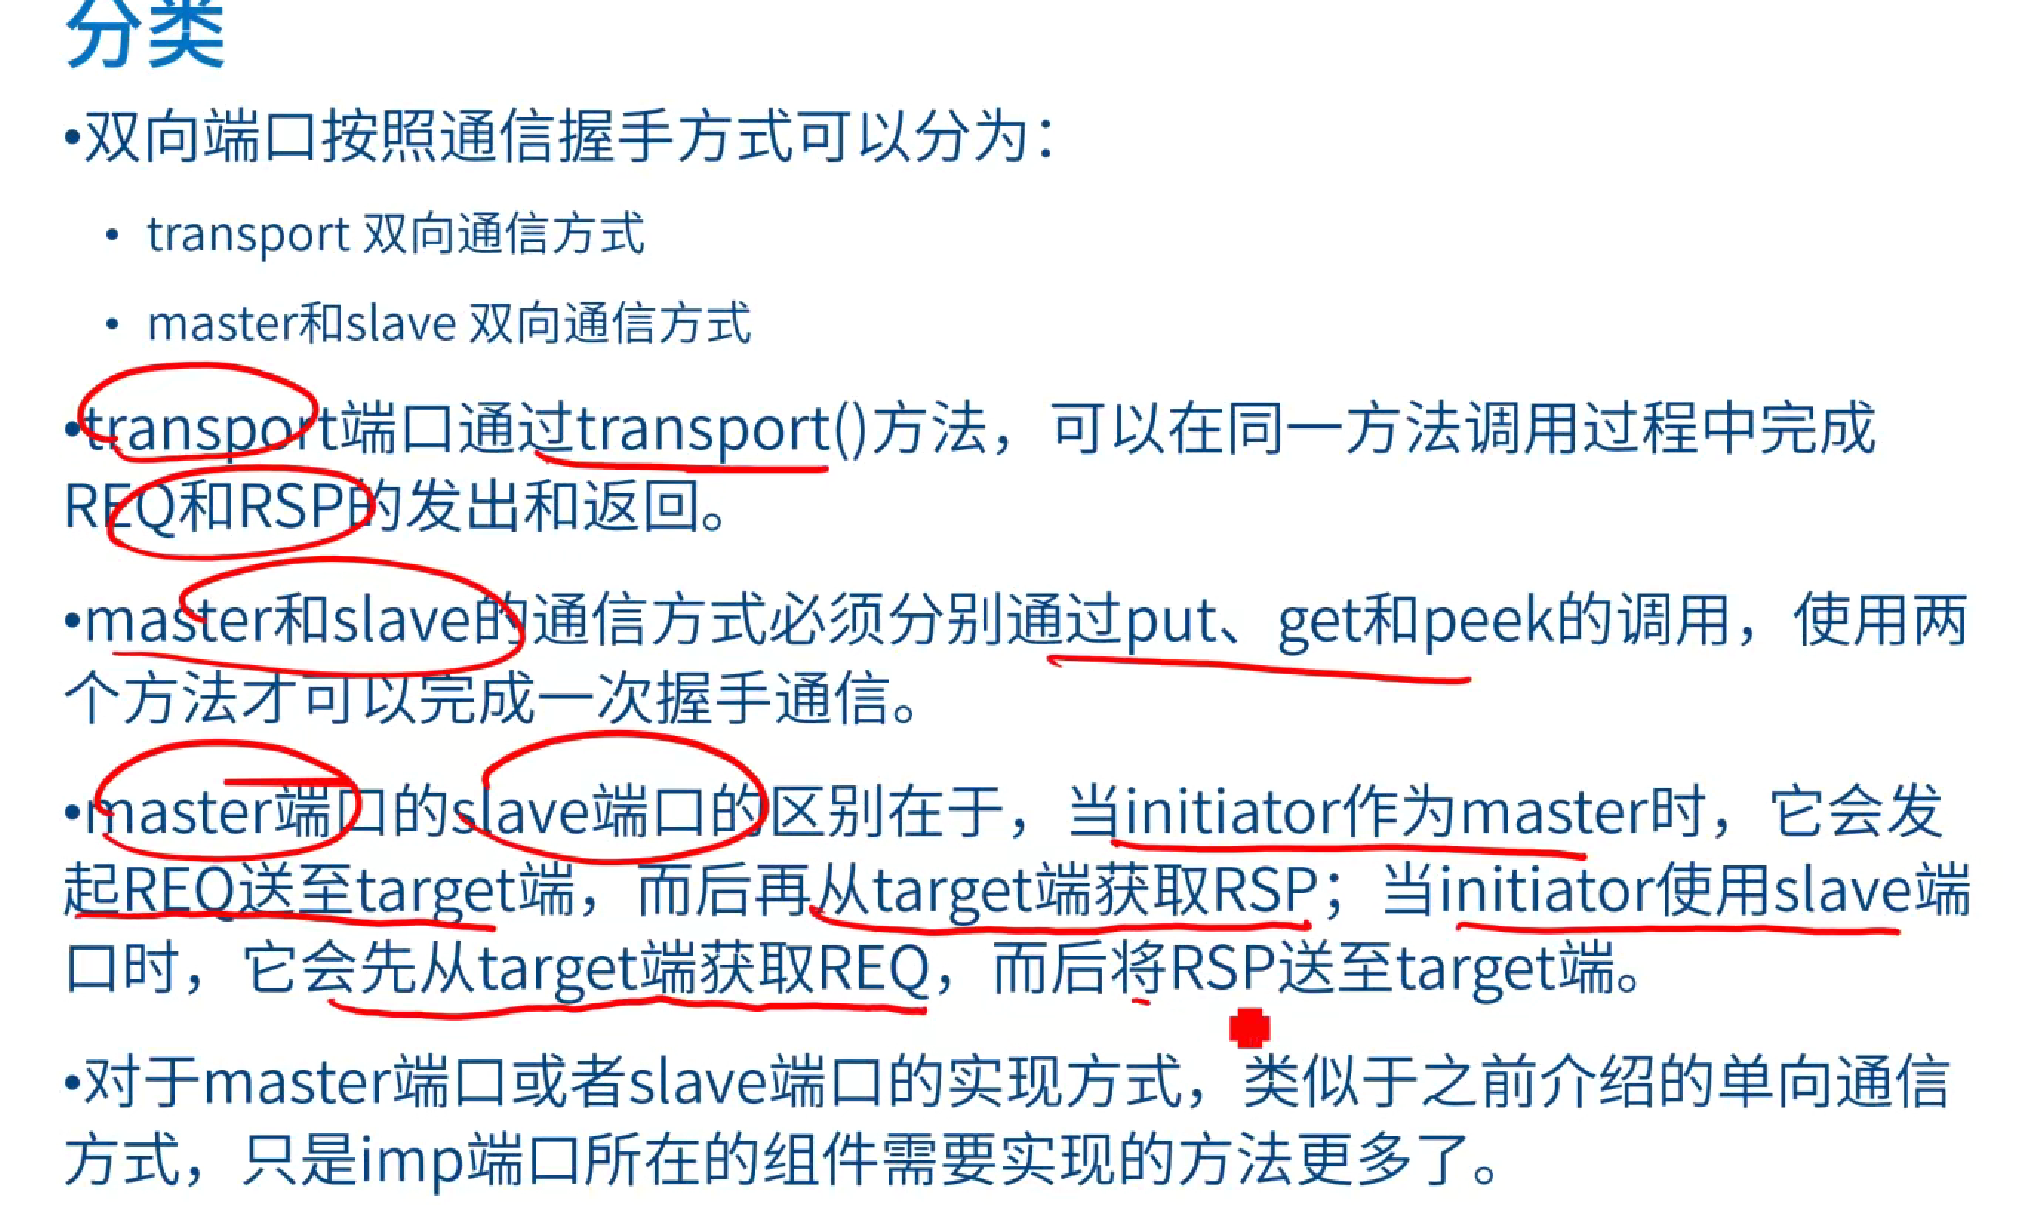 分类
•双向端口按照通信握手方式可以分为：
• transport 双向通信方式
• master和slave 双向通信方式
•transport端口通过transport()方法，可以在同一方法调用过程中完成
REQ和RSP的发出和返回。
•master和slave的通信方式必须分别通过put、get和peek的调用，使用两
个方法才可以完成一次握手通信。
•master端口的slave端口的区别在于，当initiator作为master时，它会发
起REQ送至target端，而后再从target端获取RSP；当initiator使用slave端
口时，它会先从target端获取REQ，而后将RSP送至target端。
•对于master端口或者slave端口的实现方式，类似于之前介绍的单向通信
方式，只是imp端口所在的组件需要实现的方法更多了。